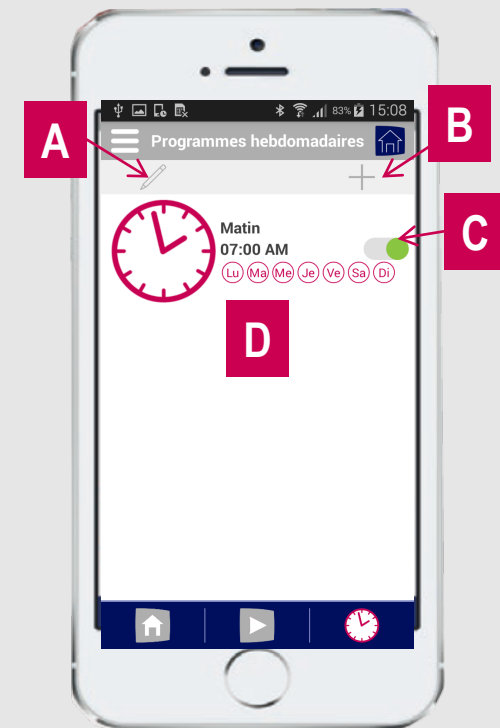 83% 15:08
A
B
Programmes hebdomadaires
C
Matin
07:00 AM
Lu Ma Me Je Ve Sa Di
D